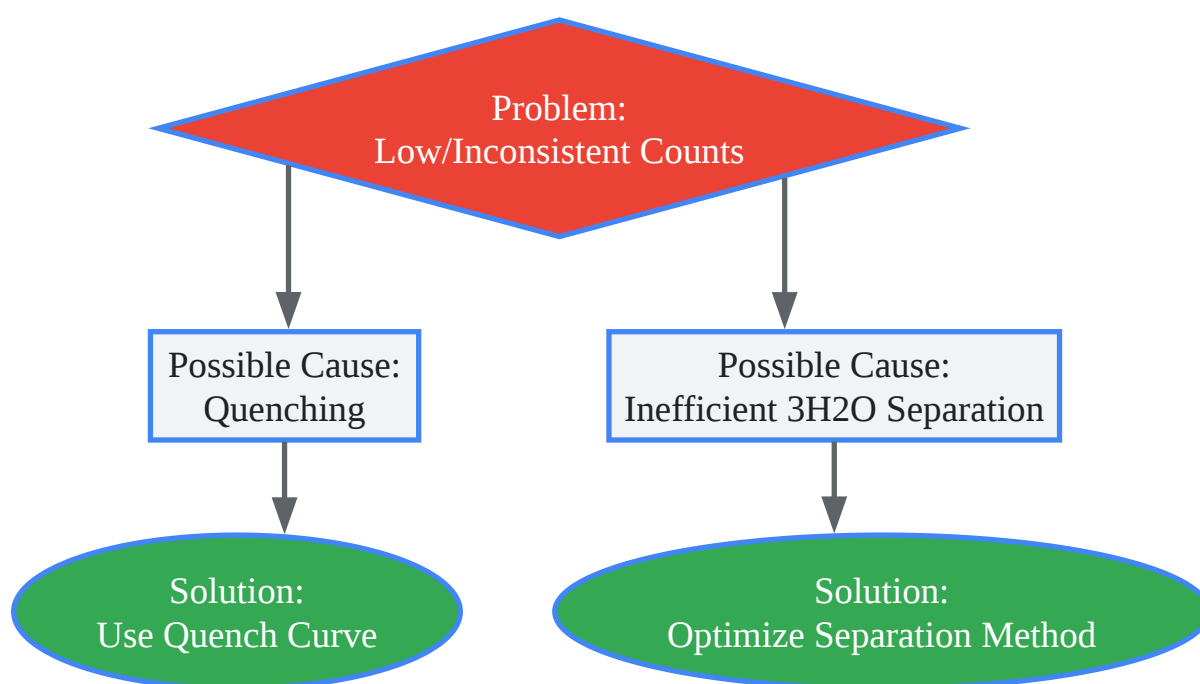 Problem:
Low/Inconsistent Counts
Possible Cause:
Quenching
Possible Cause:
Inefficient 3H2O Separation
Solution:
Use Quench Curve
Solution:
Optimize Separation Method